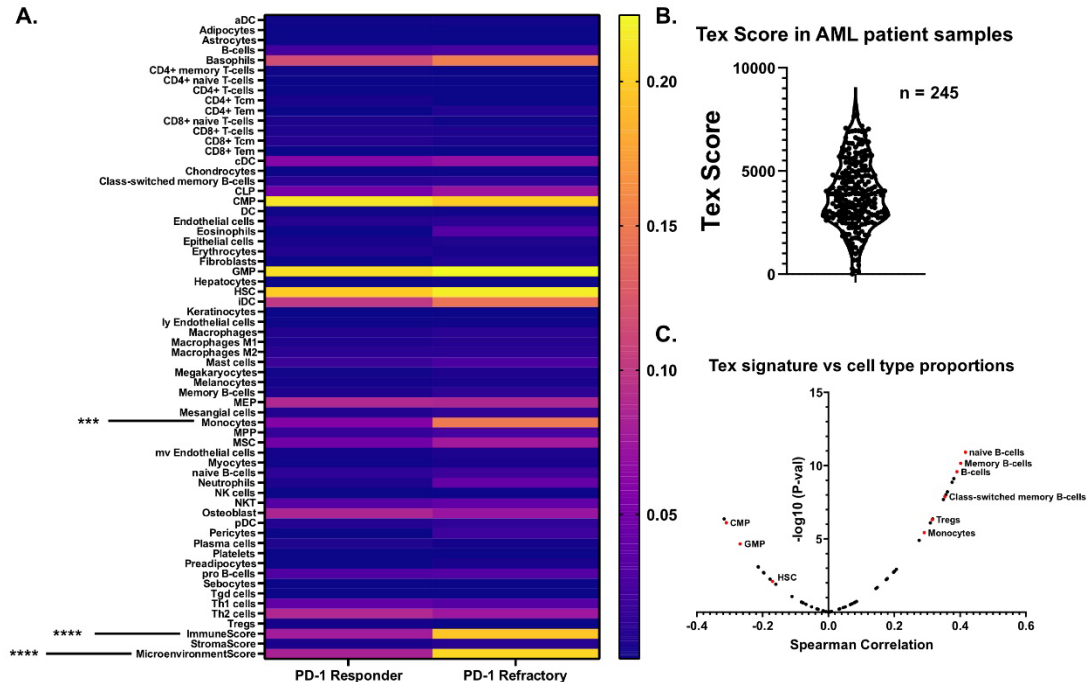 A.
aDC
Adipocytes
Astrocytes
B-cells
Basophils
CD4+ memory T-cells
CD4+ naive T-cells
CD4+ T-cells
CD4+ Tcm
CD4+ Tem
CD8+ naive T-cells
CD8+ T-cells
CD8+ Tcm
CD8+ Tem
cDC
Chondrocytes
Class-switched memory B-cells
CLP
CMP
DC
Endothelial cells
Eosinophils
Epithelial cells
Erythrocytes
Fibroblasts
GMP
Hepatocytes
HSC
iDC
Keratinocytes
ly Endothelial cells
Macrophages
Macrophages M1
Macrophages M2
Mast cells
Megakaryocytes
Melanocytes
Memory B-cells
MEP
Mesangial cells
*** Monocytes
MPP
MSC
mv Endothelial cells
Myocytes
naive B-cells
Neutrophils
NK cells
NKT
Osteoblast
pDC
Pericytes
Plasma cells
Platelets
Preadipocytes
pro B-cells
Sebocytes
Tgd cells
Th1 cells
Th2 cells
Tregs
**** ImmuneScore
StromaScore
**** MicroenvironmentScore
PD-1 Responder PD-1 Refractory
0.20
0.15
0.10
0.05
B.
Tex Score in AML patient samples
n = 245
Tex Score
10000
5000
0
C.
Tex signature vs cell type proportions
-log10 (P-val)
15
10
5
naive B-cells
Memory B-cells
B-cells
Class-switched memory B-cells
Tregs
Monocytes
CMP
GMP
HSC
-0.4 -0.2 0.0 0.2 0.4 0.6
Spearman Correlation